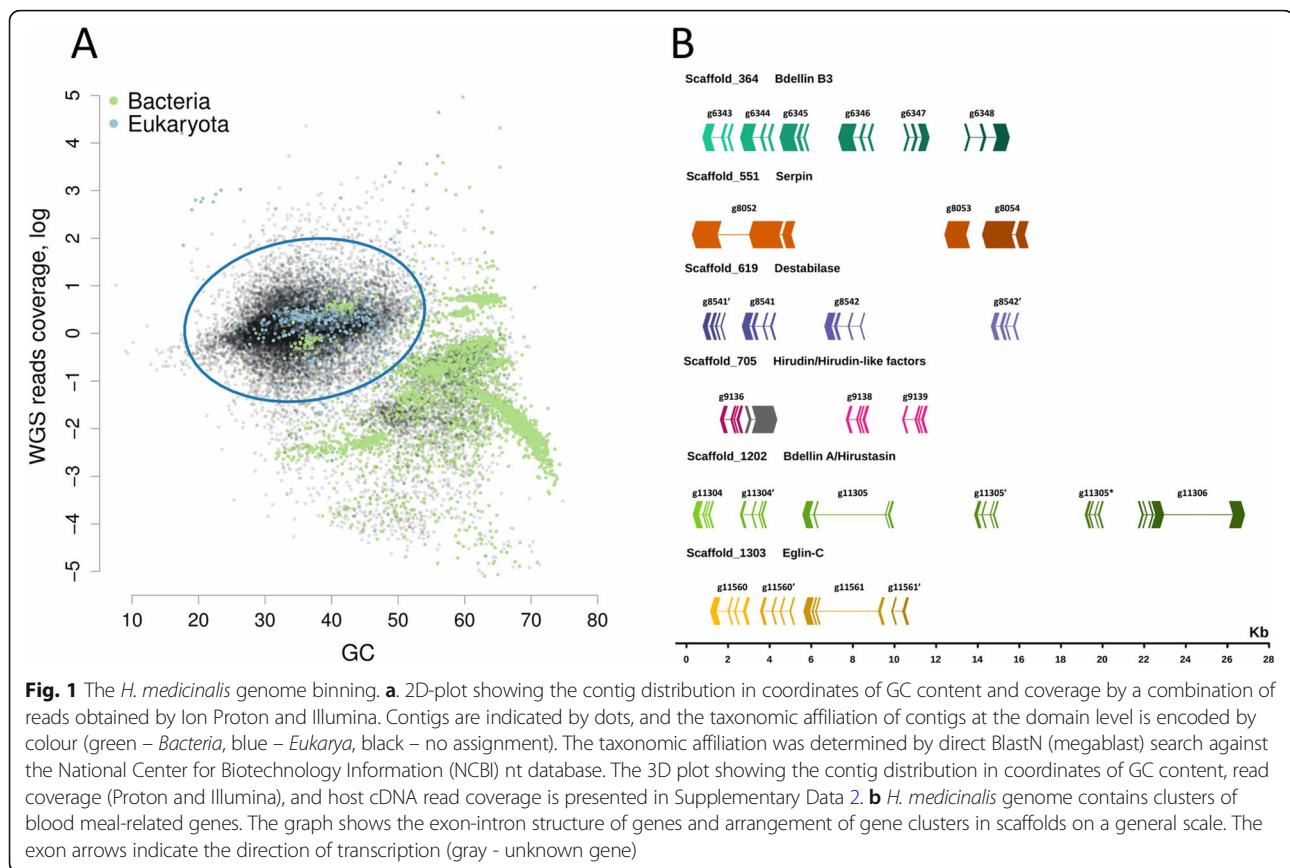 A
Bacteria
Eukaryota
WGS reads coverage, log
5
4
3
2
1
0
−1
−2
−3
−4
−5
10 20 30 40 50 60 70 80
GC
B
Scaffold_364 Bdellin B3
g6343 g6344 g6345 g6346 g6347 g6348
Scaffold_551 Serpin
g8052 g8053 g8054
Scaffold_619 Destabilase
g8541′ g8541 g8542 g8542′
Scaffold_705 Hirudin/Hirudin-like factors
g9136 g9138 g9139
Scaffold_1202 Bdellin A/Hirustasin
g11304 g11304′ g11305 g11305′ g11305* g11306
Scaffold_1303 Eglin-C
g11560 g11560′ g11561 g11561′
Kb
0 2 4 6 8 10 12 14 16 18 20 22 24 26 28
Fig. 1 The H. medicinalis genome binning. a. 2D-plot showing the contig distribution in coordinates of GC content and coverage by a combination of
reads obtained by Ion Proton and Illumina. Contigs are indicated by dots, and the taxonomic affiliation of contigs at the domain level is encoded by
colour (green – Bacteria, blue – Eukarya, black – no assignment). The taxonomic affiliation was determined by direct BlastN (megablast) search against
the National Center for Biotechnology Information (NCBI) nt database. The 3D plot showing the contig distribution in coordinates of GC content, read
coverage (Proton and Illumina), and host cDNA read coverage is presented in Supplementary Data 2. b H. medicinalis genome contains clusters of
blood meal-related genes. The graph shows the exon-intron structure of genes and arrangement of gene clusters in scaffolds on a general scale. The
exon arrows indicate the direction of transcription (gray - unknown gene)